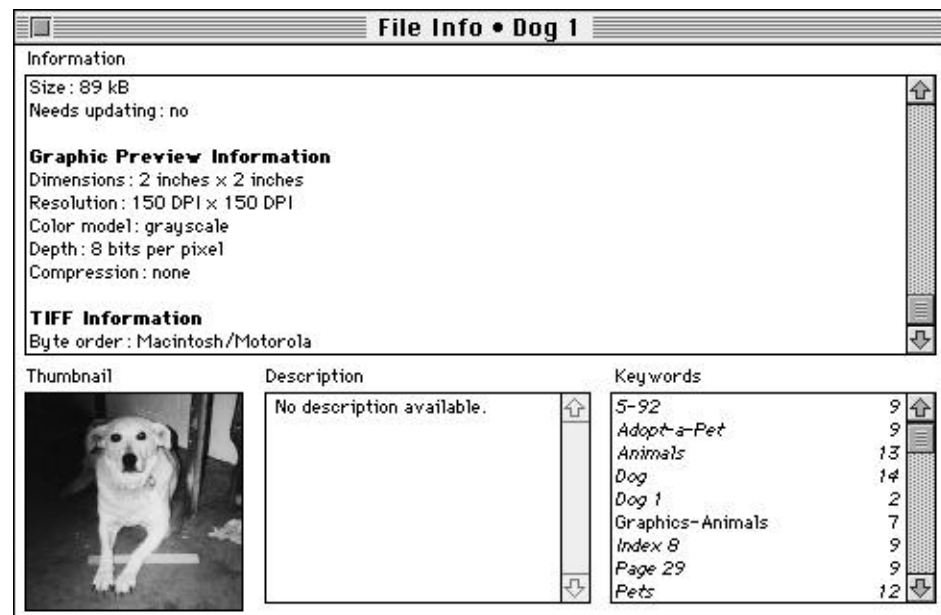 File Info • Dog 1
Information
Size: 89 kB
Needs updating: no
Graphic Preview Information
Dimensions: 2 inches x 2 inches
Resolution: 150 DPI x 150 DPI
Color model: grayscale
Depth: 8 bits per pixel
Compression: none
TIFF Information
Byte order: Macintosh/Motorola
Thumbnail
Description
No description available.
Keywords
5-92 9
Adopt-a-Pet 9
Animals 13
Dog 14
Dog 1 2
Graphics-Animals 7
Index 8 9
Page 29 9
Pets 12